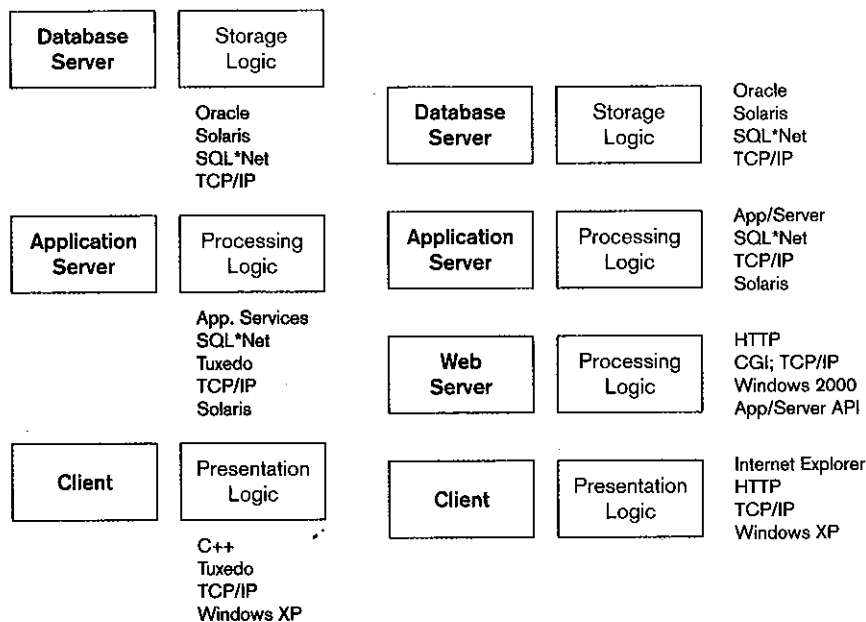 Database
Server
Storage
Logic
Oracle
Solaris
SQL*Net
TCP/IP
Application
Server
Processing
Logic
App. Services
SQL*Net
Tuxedo
TCP/IP
Solaris
Client
Presentation
Logic
C++
Tuxedo
TCP/IP
Windows XP
Database
Server
Storage
Logic
Oracle
Solaris
SQL*Net
TCP/IP
Application
Server
Processing
Logic
App/Server
SQL*Net
TCP/IP
Solaris
Web
Server
Processing
Logic
HTTP
CGI; TCP/IP
Windows 2000
App/Server API
Client
Presentation
Logic
Internet Explorer
HTTP
TCP/IP
Windows XP